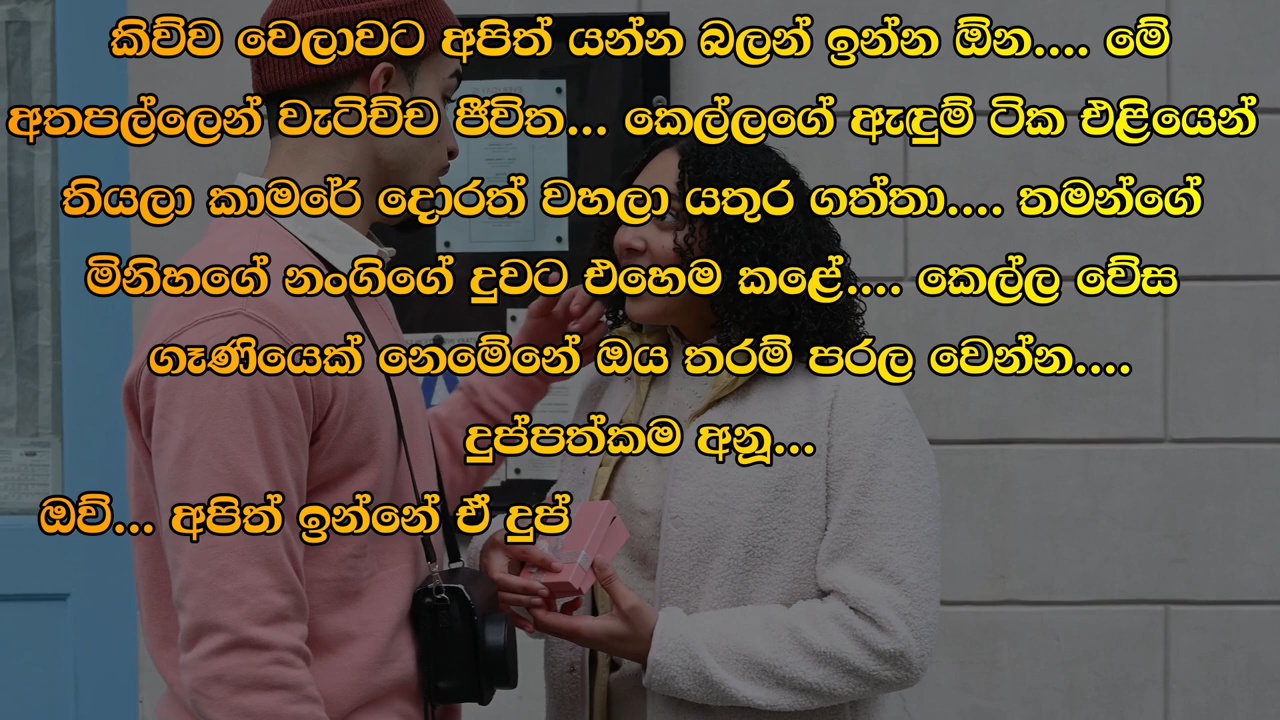 කිව්ව වෙලාවට අපිත් යන්න බලන් ඉන්න ඕන.... මේ
අතපල්ලෙන් වැටිච්ච ජීවිත... කෙල්ලගේ ඇඳුම් ටික එළියෙන්
තියලා කාමරේ දොරත් වහලා යතුර ගත්තා.... තමන්ගේ
මිනිහගේ නංගිගේ දුවට එහෙම කළේ.... කෙල්ල වේස
ගෑණියෙක් නෙමේනේ ඔය තරම් පරල වෙන්න....
දුප්පත්කම අනූ...
ඔව්... අපිත් ඉන්නේ ඒ දුප්